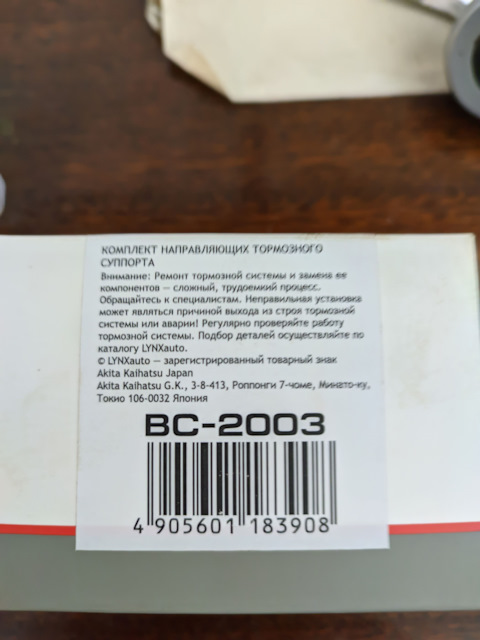 КОМПЛЕКТ НАПРАВЛЯЮЩИХ ТОРМОЗНОГО
СУППОРТА
Внимание: Ремонт тормозной системы и замена ее
компонентов — сложный, трудоемкий процесс.
Обращайтесь к специалистам. Неправильная установка
может являться причиной выхода из строя тормозной
системы или аварии! Регулярно проверяйте работу
тормозной системы. Подбор деталей осуществляйте по
каталогу LYNXauto.
© LYNXauto — зарегистрированный товарный знак
Akita Kaihatsu Japan
Akita Kaihatsu G.K., 3-8-413, Роппонги 7-чоме, Минато-ку,
Токио 106-0032 Япония
BC-2003
4 905601 183908